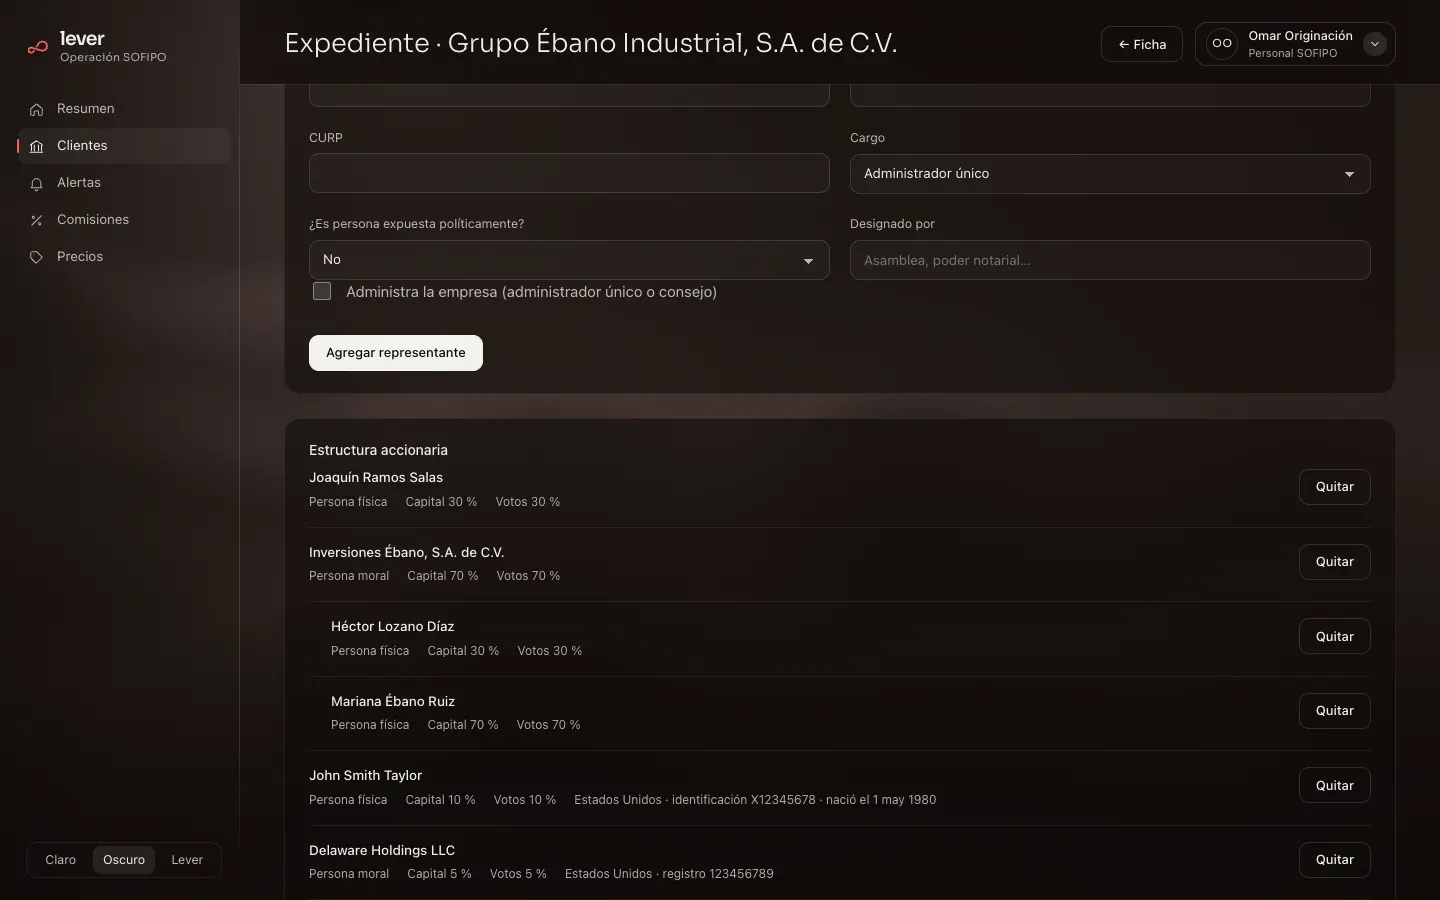 lever
Operación SOFIPO
Resumen
Clientes
Alertas
Comisiones
Precios
Claro Oscuro Lever
Expediente · Grupo Ébano Industrial, S.A. de C.V.
← Ficha
OO
Omar Originación
Personal SOFIPO
CURP
Cargo
Administrador único
¿Es persona expuesta políticamente?
No
Designado por
Asamblea, poder notarial...
Administra la empresa (administrador único o consejo)
Agregar representante
Estructura accionaria
Joaquín Ramos Salas
Persona física Capital 30 % Votos 30 %
Quitar
Inversiones Ébano, S.A. de C.V.
Persona moral Capital 70 % Votos 70 %
Quitar
Héctor Lozano Díaz
Persona física Capital 30 % Votos 30 %
Quitar
Mariana Ébano Ruiz
Persona física Capital 70 % Votos 70 %
Quitar
John Smith Taylor
Persona física Capital 10 % Votos 10 % Estados Unidos · identificación X12345678 · nació el 1 may 1980
Quitar
Delaware Holdings LLC
Persona moral Capital 5 % Votos 5 % Estados Unidos · registro 123456789
Quitar